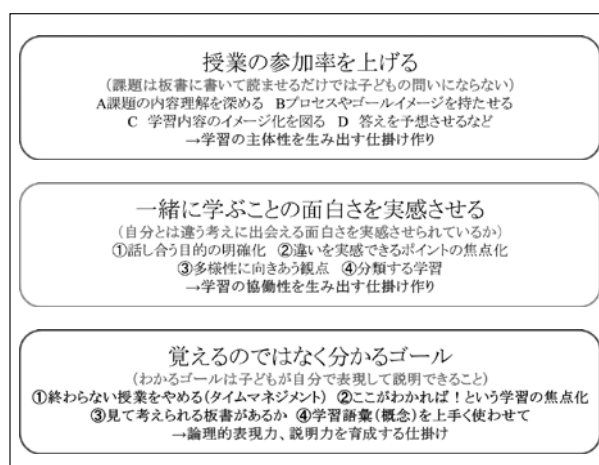 授業の参加率を上げる
(課題は板書に書いて読ませるだけでは子どもの問いにならない)
A課題の内容理解を深める Bプロセスやゴールイメージを持たせる
C 学習内容のイメージ化を図る D 答えを予想させるなど
→学習の主体性を生み出す仕掛け作り
一緒に学ぶことの面白さを実感させる
(自分とは違う考えに出会える面白さを実感させられているか)
①話し合う目的の明確化 ②違いを実感できるポイントの焦点化
③多様性に向きあう観点 ④分類する学習
→学習の協働性を生み出す仕掛け作り
覚えるのではなく分かるゴール
(わかるゴールは子どもが自分で表現して説明できること)
①終わらない授業をやめる(タイムマネジメント) ②ここがわかれば！という学習の焦点化
③見て考えられる板書があるか ④学習語彙(概念)を上手く使わせて
→論理的表現力、説明力を育成する仕掛け